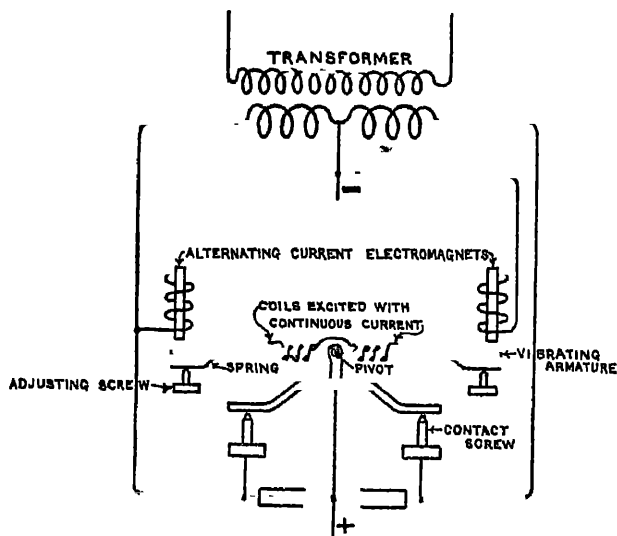 TRANSFORMER
−
ALTERNATING CURRENT ELECTROMAGNETS
COILS EXCITED WITH
CONTINUOUS CURRENT
SPRING
PIVOT
VIBRATING
ARMATURE
ADJUSTING SCREW
CONTACT
SCREW
+